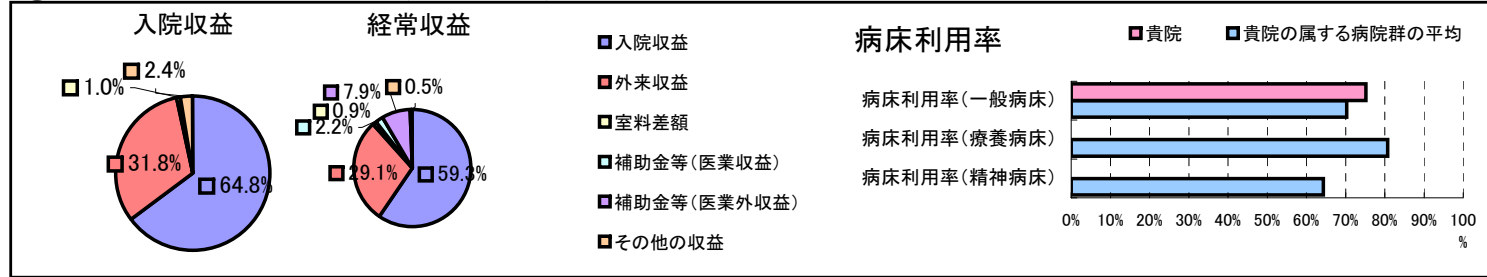 入院収益
2.4%
1.0%
31.8%
64.8%
経常収益
7.9%
0.5%
0.9%
2.2%
29.1%
59.3%
入院収益
外来収益
室料差額
補助金等(医業収益)
補助金等(医業外収益)
その他の収益
病床利用率
貴院
貴院の属する病院群の平均
病床利用率(一般病床)
病床利用率(療養病床)
病床利用率(精神病床)
0% 10% 20% 30% 40% 50% 60% 70% 80% 90% 100
%